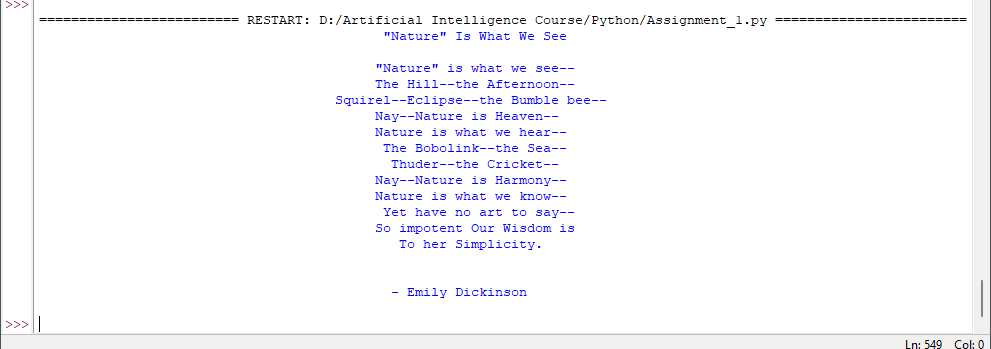 >>>
========================= RESTART: D:/Artificial Intelligence Course/Python/Assignment_1.py ========================
"Nature" Is What We See
"Nature" is what we see--
The Hill--the Afternoon--
Squirrel--Eclipse--the Bumble bee--
Nay--Nature is Heaven--
Nature is what we hear--
The Bobolink--the Sea--
Thuder--the Cricket--
Nay--Nature is Harmony--
Nature is what we know--
Yet have no art to say--
So impotent Our Wisdom is
To her Simplicity.
- Emily Dickinson
>>>
Ln: 549 Col: 0